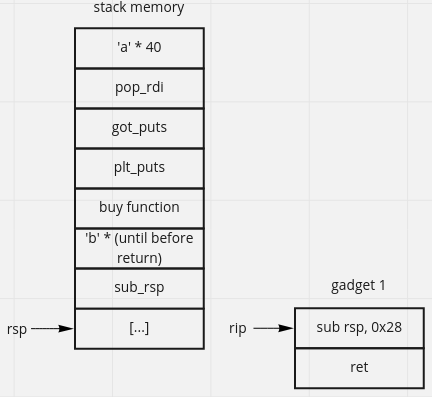 stack memory
'a' * 40
pop_rdi
got_puts
plt_puts
buy function
'b' * (until before
return)
sub_rsp
gadget 1
rsp
[...]
rip
sub rsp, 0x28
ret